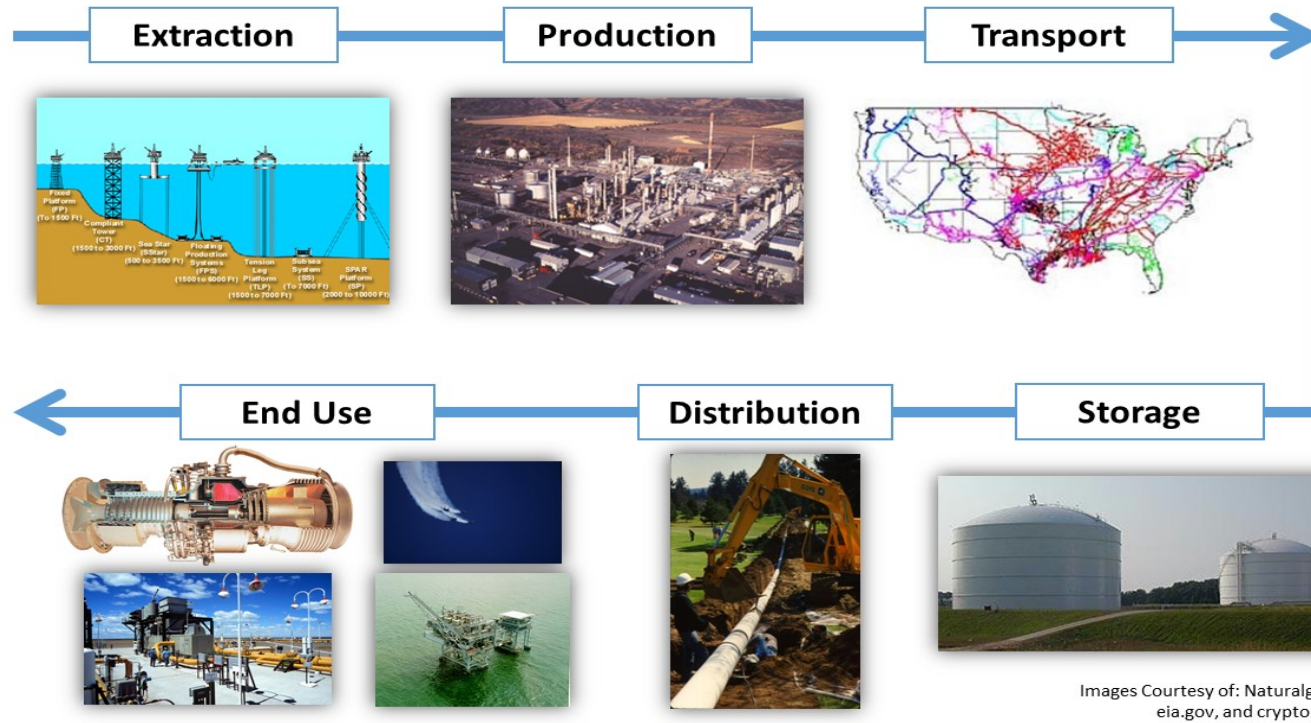 Extraction
Production
Transport
Fixed
Platform
(FP)
(To 1500 Ft)
Compliant
Tower
(CT)
(1500 to 3000 Ft)
Sea Star
(SStar)
(500 to 3500 Ft)
Floating
Production
Systems
(FPS)
(1500 to 6000 Ft)
Tension
Leg
Platform
(TLP)
(1500 to 7000 Ft)
Subsea
System
(SS)
(To 7000 Ft)
SPAR
Platform
(SP)
(2000 to 10000 Ft)
End Use
Distribution
Storage
Images Courtesy of: Naturalg
eia.gov, and crypto